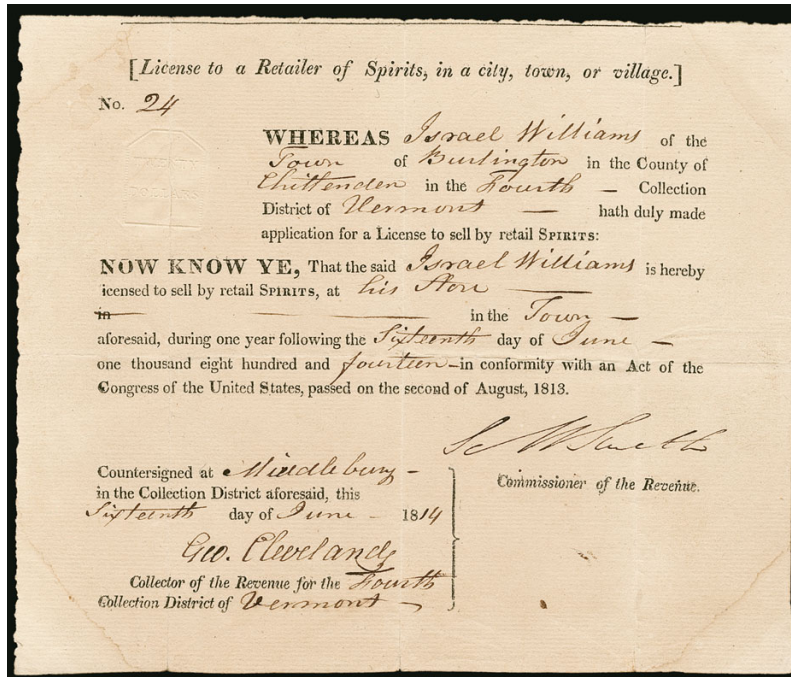 [License to a Retailer of Spirits, in a city, town, or village.]
No. 24
WHEREAS Israel Williams of the
Town of Burlington in the County of
Chittenden in the Fourth — Collection
District of Vermont — hath duly made
application for a License to sell by retail SPIRITS:
NOW KNOW YE, That the said Israel Williams is hereby
licensed to sell by retail SPIRITS, at his Store —
in — — in the Town —
aforesaid, during one year following the Sixteenth day of June —
one thousand eight hundred and fourteen — in conformity with an Act of the
Congress of the United States, passed on the second of August, 1813.
Commissioner of the Revenue.
Countersigned at Middlebury —
in the Collection District aforesaid, this
Sixteenth day of June — 1814
Geo. Cleveland
Collector of the Revenue for the Fourth
Collection District of Vermont —